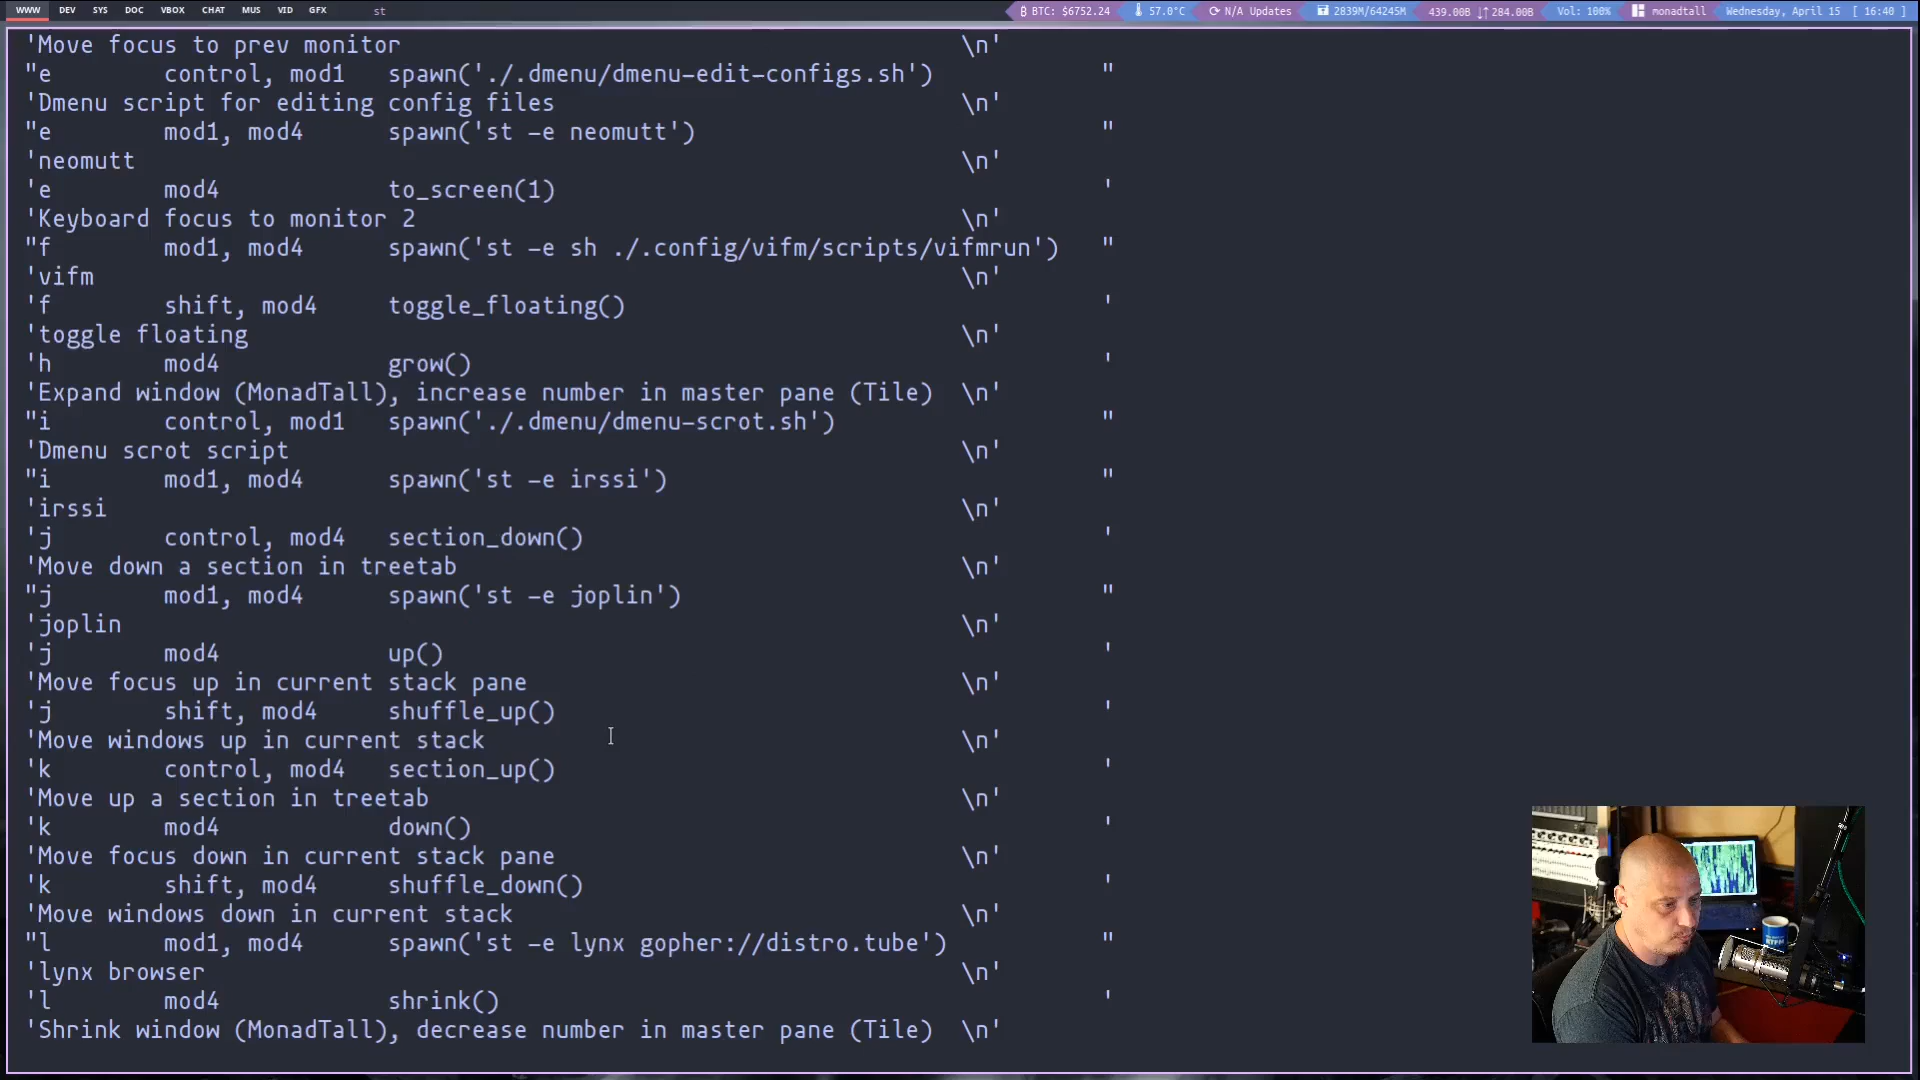 WWW DEV SYS DOC VBOX CHAT MUS VID GFX st ₿ BTC: $6752.24 57.0°C ⟳ N/A Updates 2839M/64245M 439.00B ↓↑ 284.00B Vol: 100% monadtall Wednesday, April 15 [ 16:40 ]
'Move focus to prev monitor \n'
"e control, mod1 spawn('./.dmenu/dmenu-edit-configs.sh') "
'Dmenu script for editing config files \n'
"e mod1, mod4 spawn('st -e neomutt') "
'neomutt \n'
'e mod4 to_screen(1) '
'Keyboard focus to monitor 2 \n'
"f mod1, mod4 spawn('st -e sh ./.config/vifm/scripts/vifmrun') "
'vifm \n'
'f shift, mod4 toggle_floating() '
'toggle floating \n'
'h mod4 grow() '
'Expand window (MonadTall), increase number in master pane (Tile) \n'
"i control, mod1 spawn('./.dmenu/dmenu-scrot.sh') "
'Dmenu scrot script \n'
"i mod1, mod4 spawn('st -e irssi') "
'irssi \n'
'j control, mod4 section_down() '
'Move down a section in treetab \n'
"j mod1, mod4 spawn('st -e joplin') "
'joplin \n'
'j mod4 up() '
'Move focus up in current stack pane \n'
'j shift, mod4 shuffle_up() '
'Move windows up in current stack \n'
'k control, mod4 section_up() '
'Move up a section in treetab \n'
'k mod4 down() '
'Move focus down in current stack pane \n'
'k shift, mod4 shuffle_down() '
'Move windows down in current stack \n'
"l mod1, mod4 spawn('st -e lynx gopher://distro.tube') "
'lynx browser \n'
'l mod4 shrink() '
'Shrink window (MonadTall), decrease number in master pane (Tile) \n'